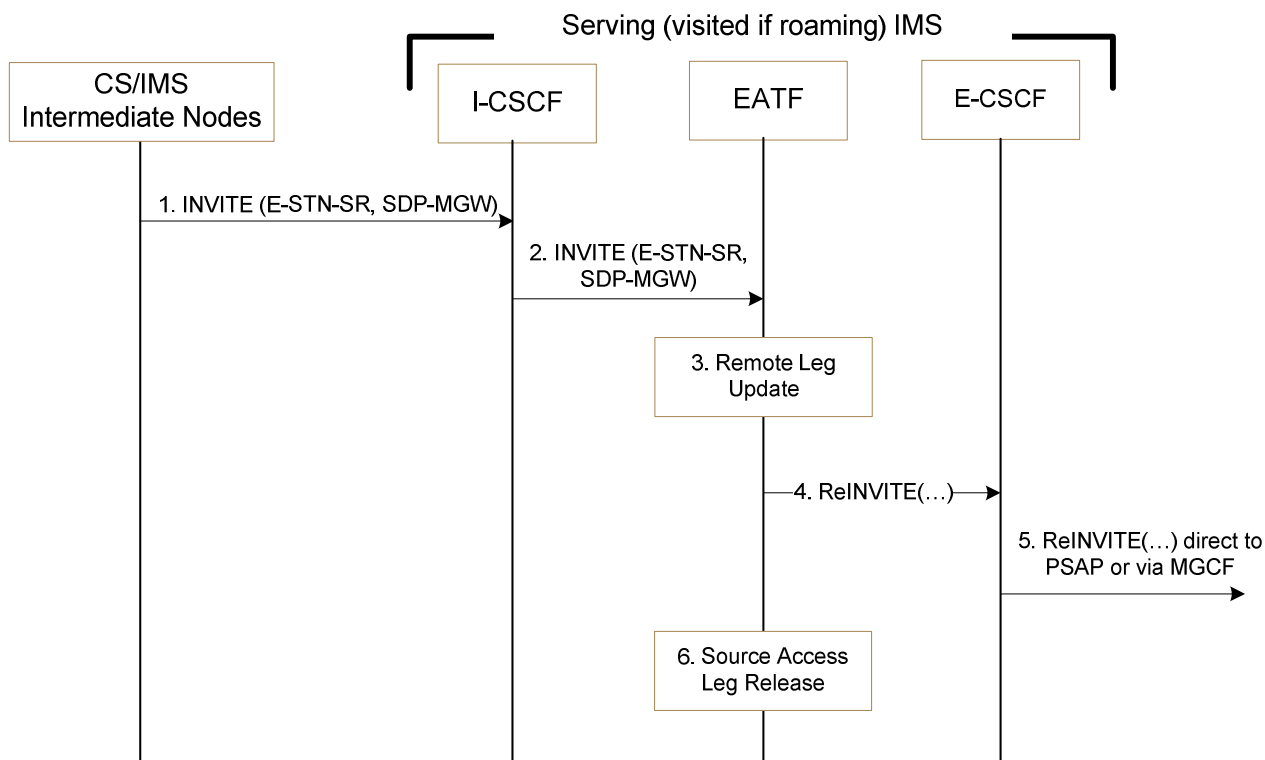 Serving (visited if roaming) IMS
CS/IMS
Intermediate Nodes
I-CSCF
EATF
E-CSCF
1. INVITE (E-STN-SR, SDP-MGW)
2. INVITE (E-STN-SR,
SDP-MGW)
3. Remote Leg
Update
4. ReINVITE(…)
5. ReINVITE(…) direct to
PSAP or via MGCF
6. Source Access
Leg Release